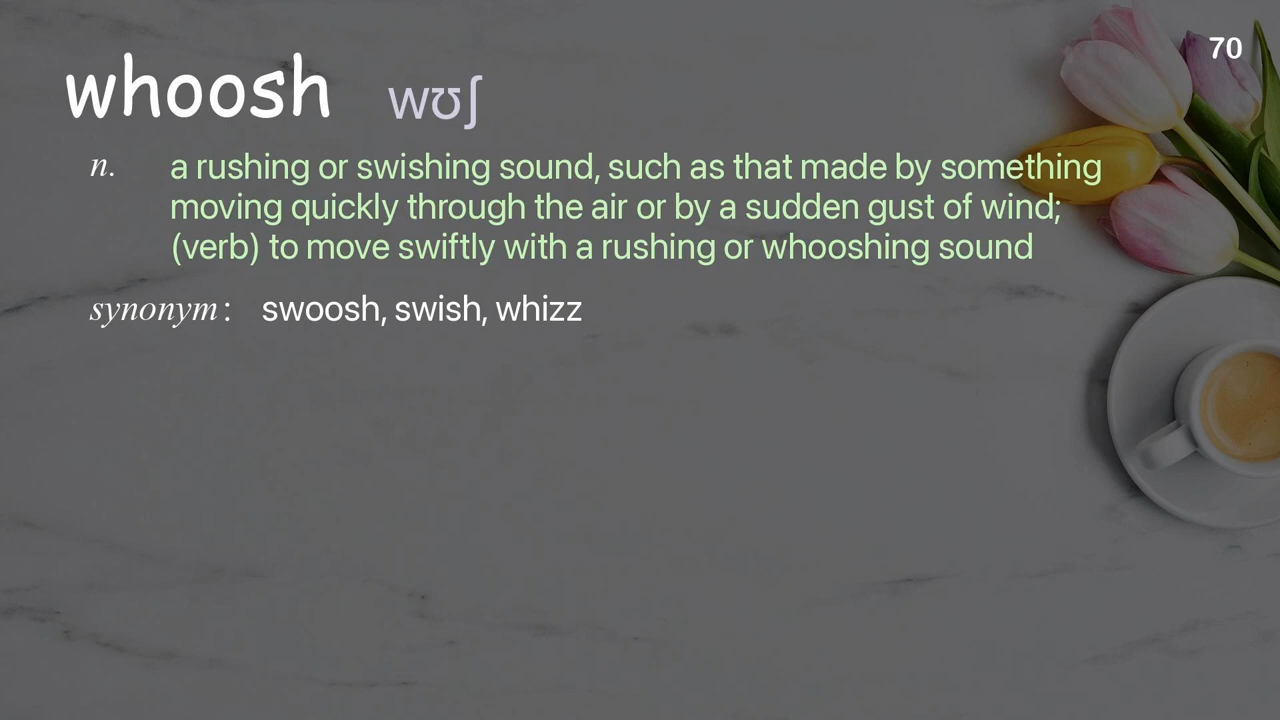 70
whoosh wʊʃ
n. a rushing or swishing sound, such as that made by something
moving quickly through the air or by a sudden gust of wind;
(verb) to move swiftly with a rushing or whooshing sound
synonym: swoosh, swish, whizz